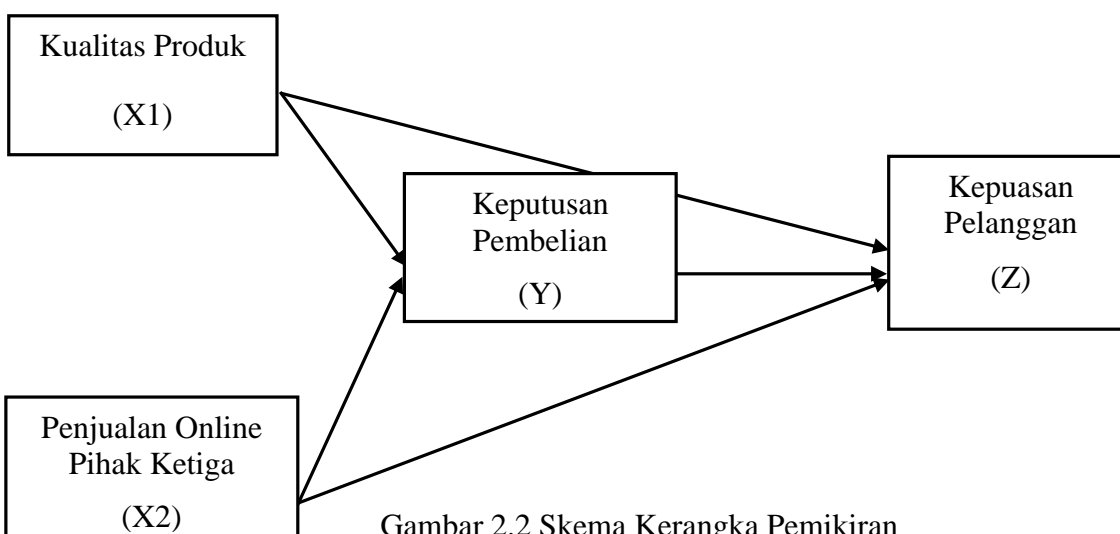 Kualitas Produk
(X1)
Keputusan
Pembelian
(Y)
Kepuasan
Pelanggan
(Z)
Penjualan Online
Pihak Ketiga
(X2)
Gambar 2.2 Skema Kerangka Pemikiran